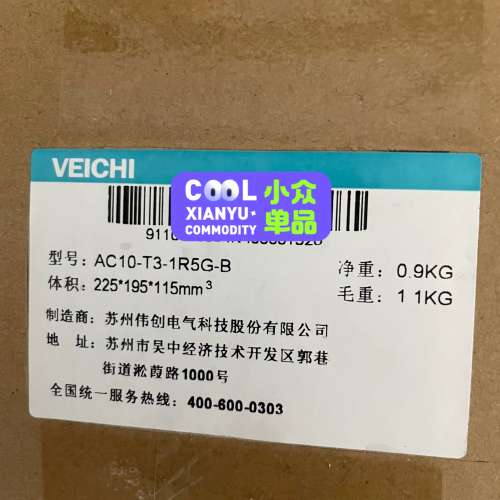 VEICHI
COOL 小众
XIANYU
COMMODITY 单品
型号: AC10-T3-1R5G-B
净重: 0.9KG
体积: 225*195*115mm³
毛重: 1 1KG
制造商: 苏州伟创电气科技股份有限公司
地 址: 苏州市吴中经济技术开发区郭巷
街道淞葭路1000号
全国统一服务热线: 400-600-0303